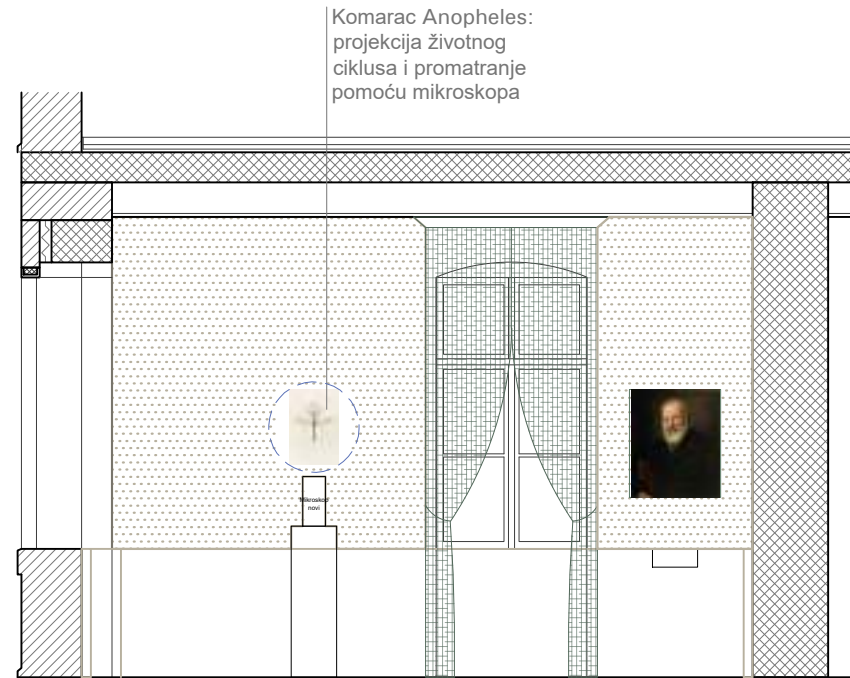 Komarac Anopheles:
projekcija životnog
ciklusa i promatranje
pomoću mikroskopa
Mikroskop
novi